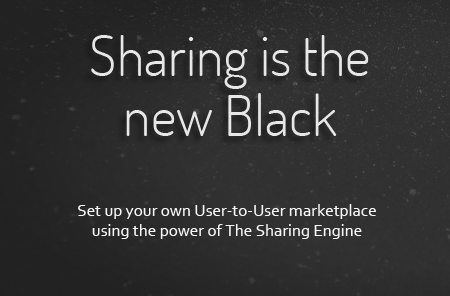 Sharing is the
new Black
Set up your own User-to-User marketplace
using the power of The Sharing Engine